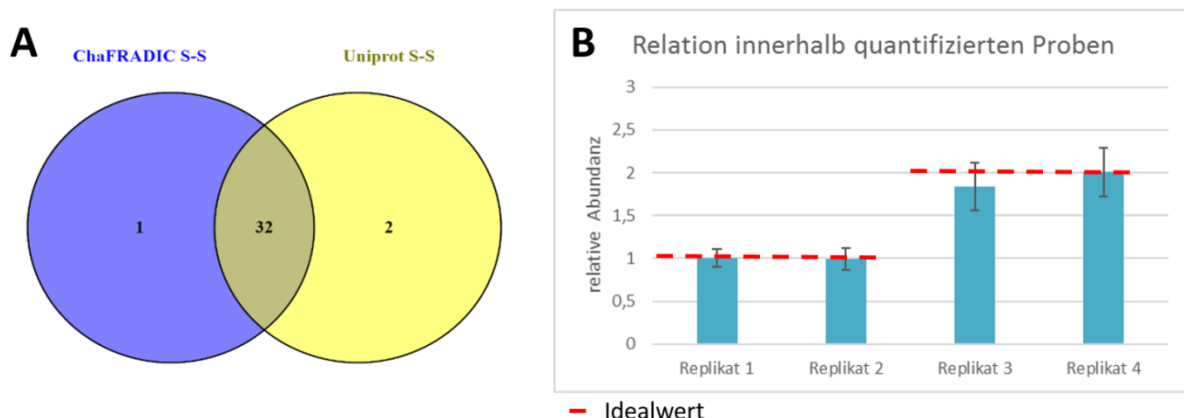 A
ChaFRADIC S-S
Uniprot S-S
1
32
2
B
Relation innerhalb quantifizierten Proben
relative Abundanz
3
2,5
2
1,5
1
0,5
0
Replikat 1
Replikat 2
Replikat 3
Replikat 4
Idealwert